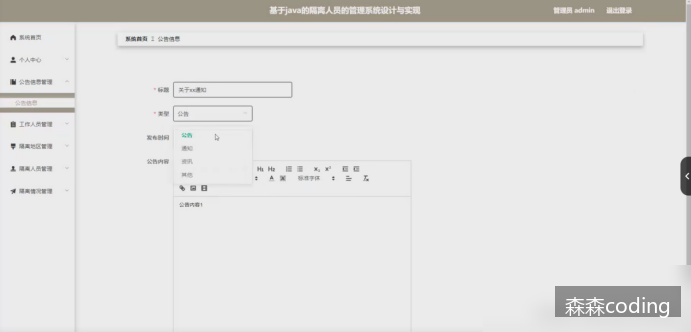 基于java的隔离人员的管理系统设计与实现
管理员 admin
退出登录
系统首页
个人中心
公告信息管理
公告信息
工作人员管理
隔离地区管理
隔离人员管理
隔离情况管理
系统首页 公告信息
* 标题 关于xx通知
* 类型 公告
发布时间
公告
通知
资讯
其他
公告内容
H₁ H₂
X₂ X²
A
标准字体
公告内容1
森森coding